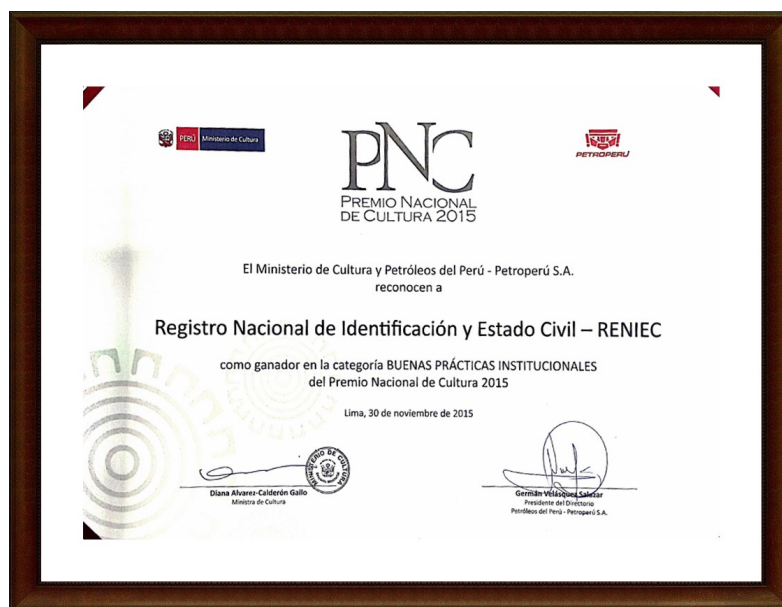 PERÚ Ministerio de Cultura
PNC
PREMIO NACIONAL
DE CULTURA 2015
PETROPERÚ
El Ministerio de Cultura y Petróleos del Perú - Petroperú S.A.
reconocen a
Registro Nacional de Identificación y Estado Civil – RENIEC
como ganador en la categoría BUENAS PRÁCTICAS INSTITUCIONALES
del Premio Nacional de Cultura 2015
Lima, 30 de noviembre de 2015
MINISTERIO DE CULTURA
Diana Alvarez-Calderón Gallo
Ministra de Cultura
Germán Velásquez Salazar
Presidente del Directorio
Petróleos del Perú - Petroperú S.A.